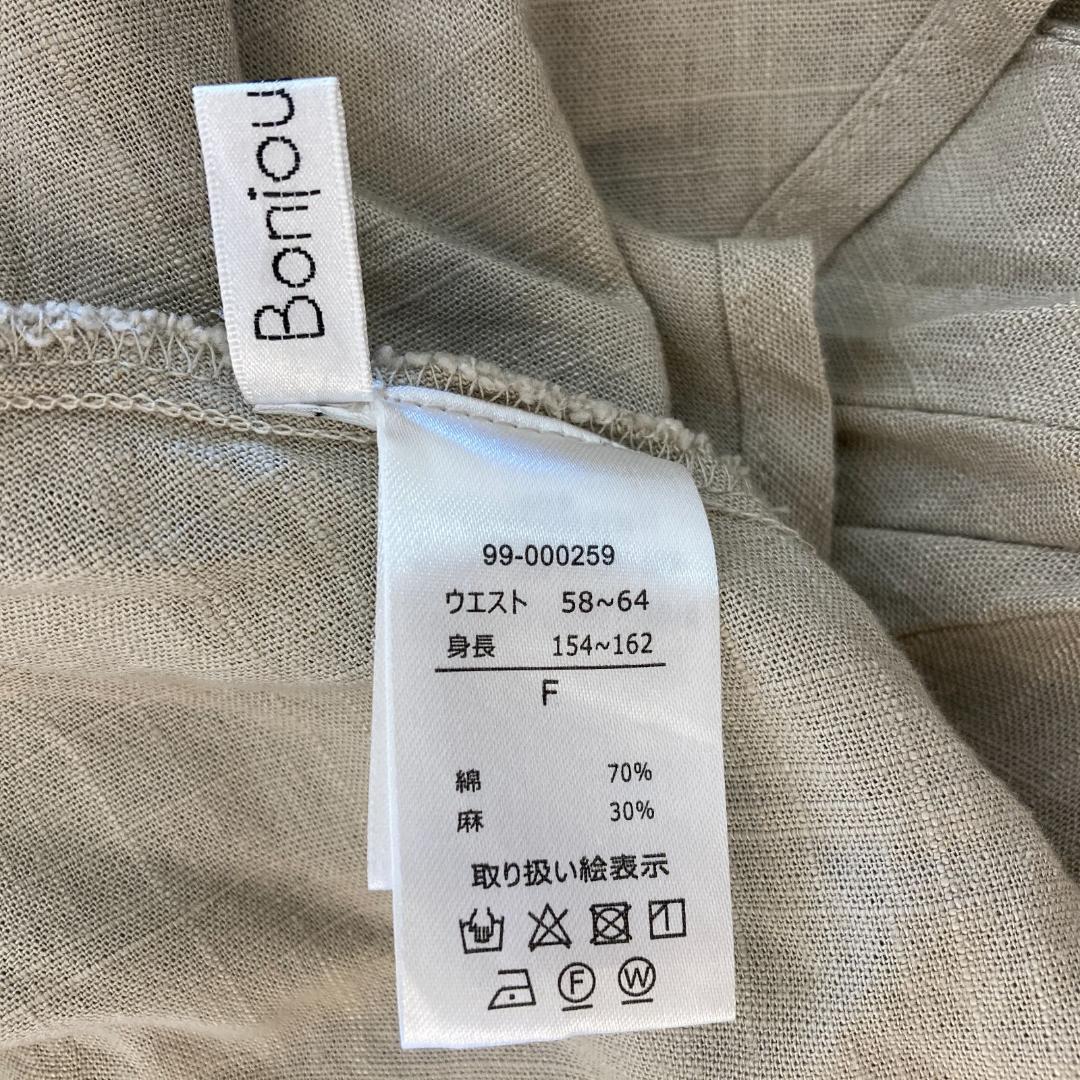 Bonjou
99-000259
ウエスト 58~64
身長 154~162
F
綿 70%
麻 30%
取り扱い絵表示
F W